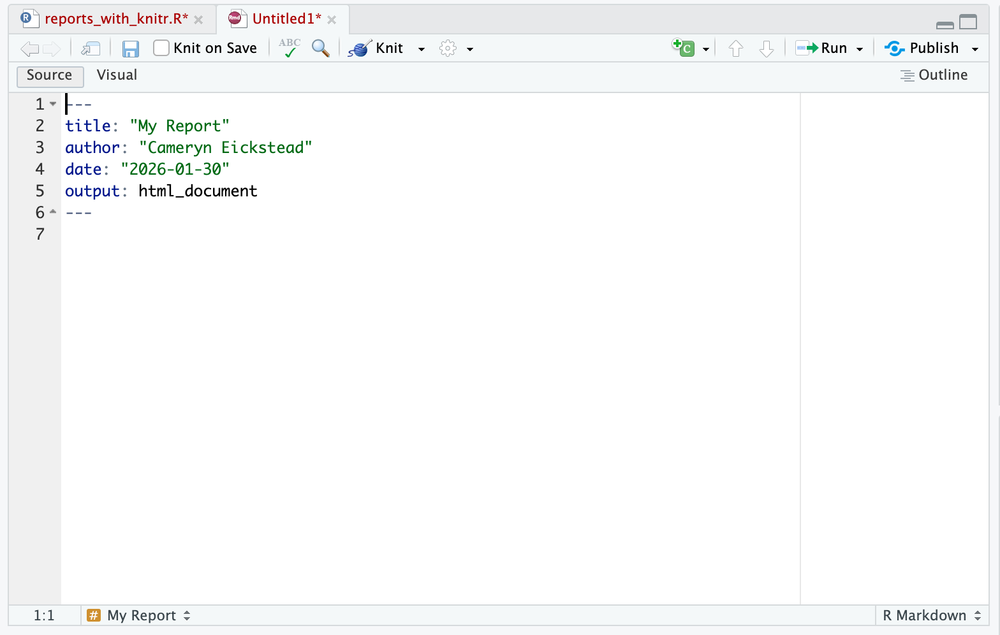 reports_with_knitr.R* Untitled1*
Knit on Save ABC Knit C Run Publish
Source Visual Outline
1 ---
2 title: "My Report"
3 author: "Cameryn Eickstead"
4 date: "2026-01-30"
5 output: html_document
6 ---
7
1:1 # My Report R Markdown